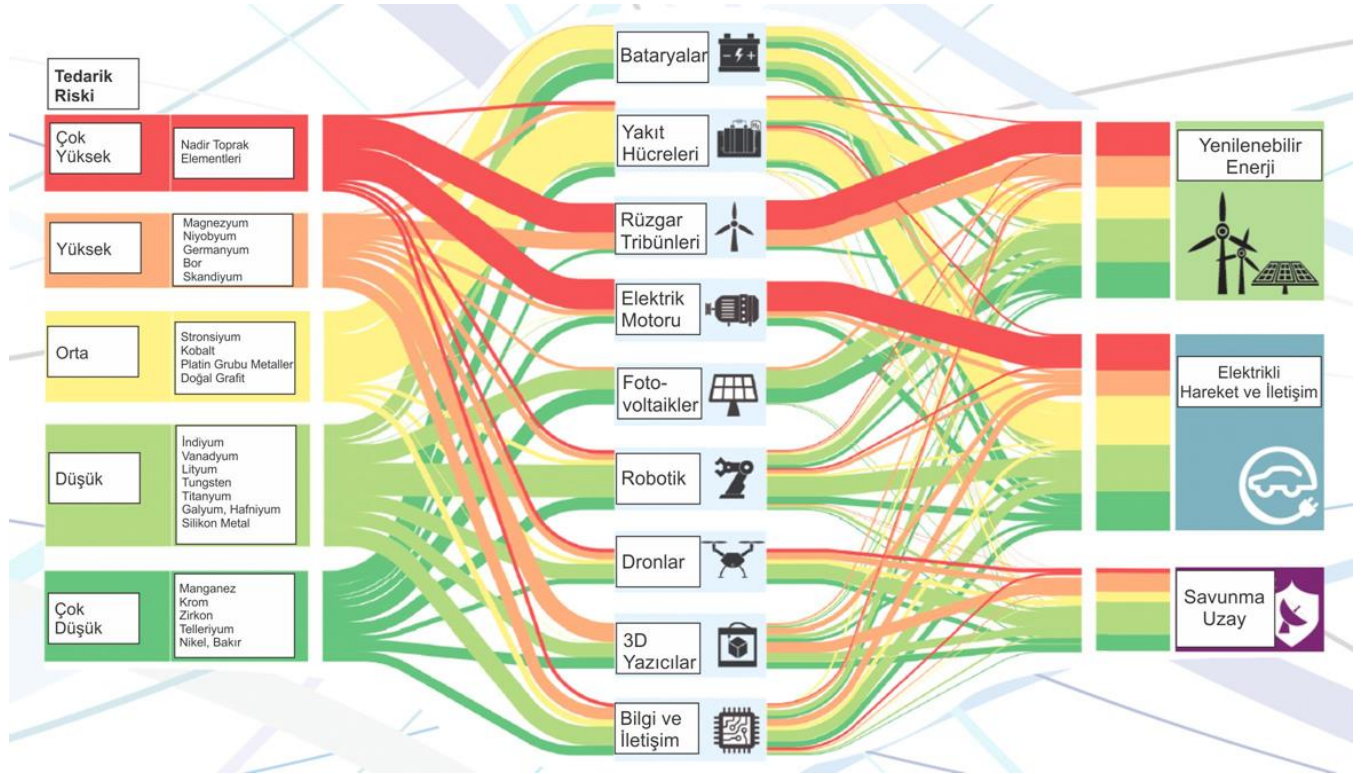 Tedarik
Riski
Çok
Yüksek
Nadir Toprak
Elementleri
Yüksek
Magnezyum
Niyobyum
Germanyum
Bor
Skandiyum
Orta
Stronsiyum
Kobalt
Platin Grubu Metaller
Doğal Grafit
Düşük
İndiyum
Vanadyum
Lityum
Tungsten
Titanyum
Galyum, Hafniyum
Silikon Metal
Çok
Düşük
Manganez
Krom
Zirkon
Telleriyum
Nikel, Bakır
Bataryalar
Yakıt
Hücreleri
Rüzgar
Tribünleri
Elektrik
Motoru
Foto-
voltaikler
Robotik
Dronlar
3D
Yazıcılar
Bilgi ve
İletişim
Yenilenebilir
Enerji
Elektrikli
Hareket ve İletişim
Savunma
Uzay